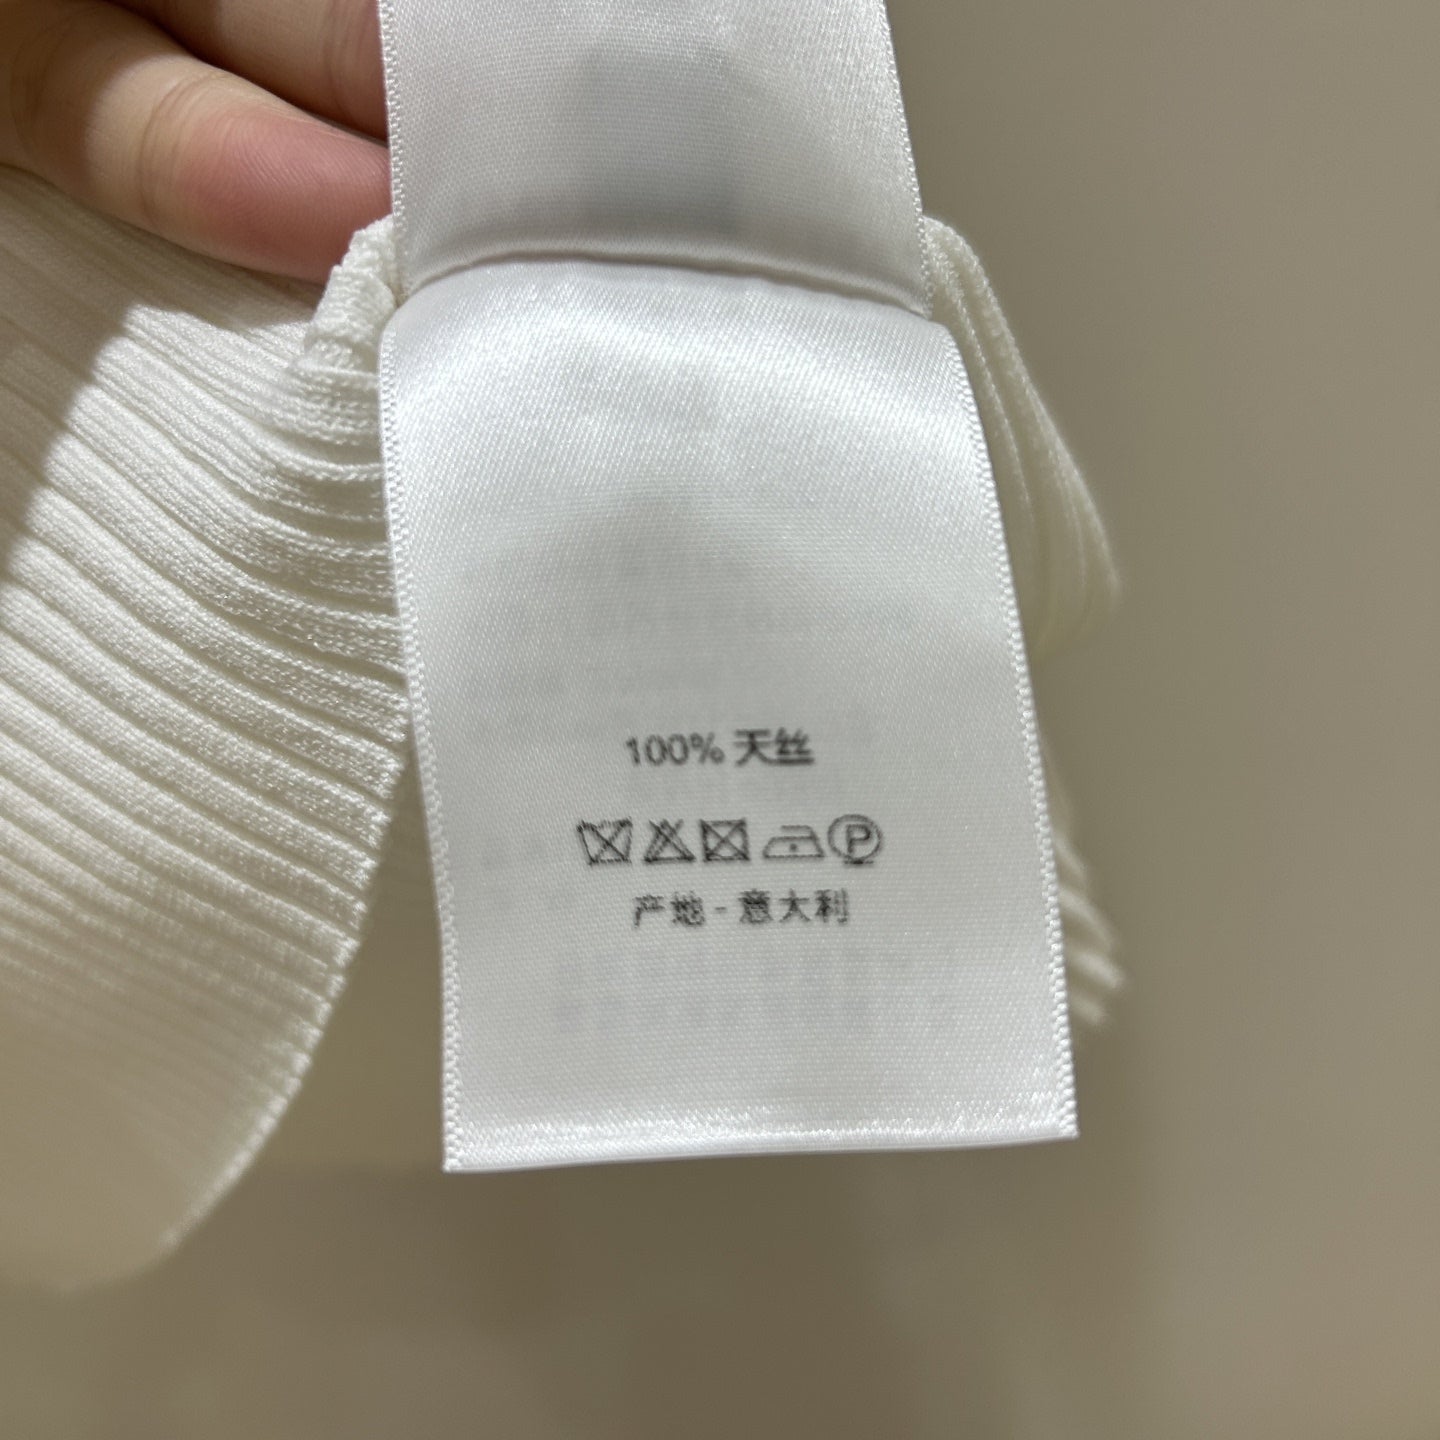 100% 天丝
P
产地 - 意大利